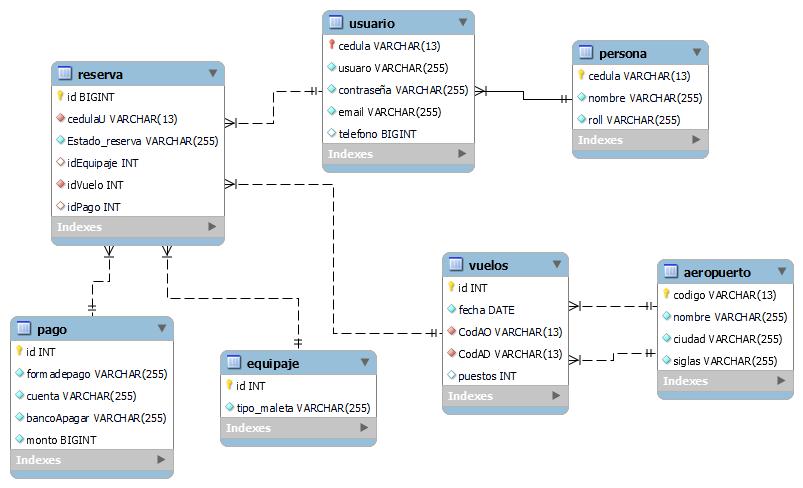 usuario
cedula VARCHAR(13)
usuaro VARCHAR(255)
contraseña VARCHAR(255)
email VARCHAR(255)
telefono BIGINT
Indexes
persona
cedula VARCHAR(13)
nombre VARCHAR(255)
roll VARCHAR(255)
Indexes
reserva
id BIGINT
cedulaU VARCHAR(13)
Estado_reserva VARCHAR(255)
idEquipaje INT
idVuelo INT
idPago INT
Indexes
vuelos
id INT
fecha DATE
CodAO VARCHAR(13)
CodAD VARCHAR(13)
puestos INT
Indexes
aeropuerto
codigo VARCHAR(13)
nombre VARCHAR(255)
ciudad VARCHAR(255)
siglas VARCHAR(255)
Indexes
pago
id INT
formadepago VARCHAR(255)
cuenta VARCHAR(255)
bancoApagar VARCHAR(255)
monto BIGINT
Indexes
equipaje
id INT
tipo_maleta VARCHAR(255)
Indexes